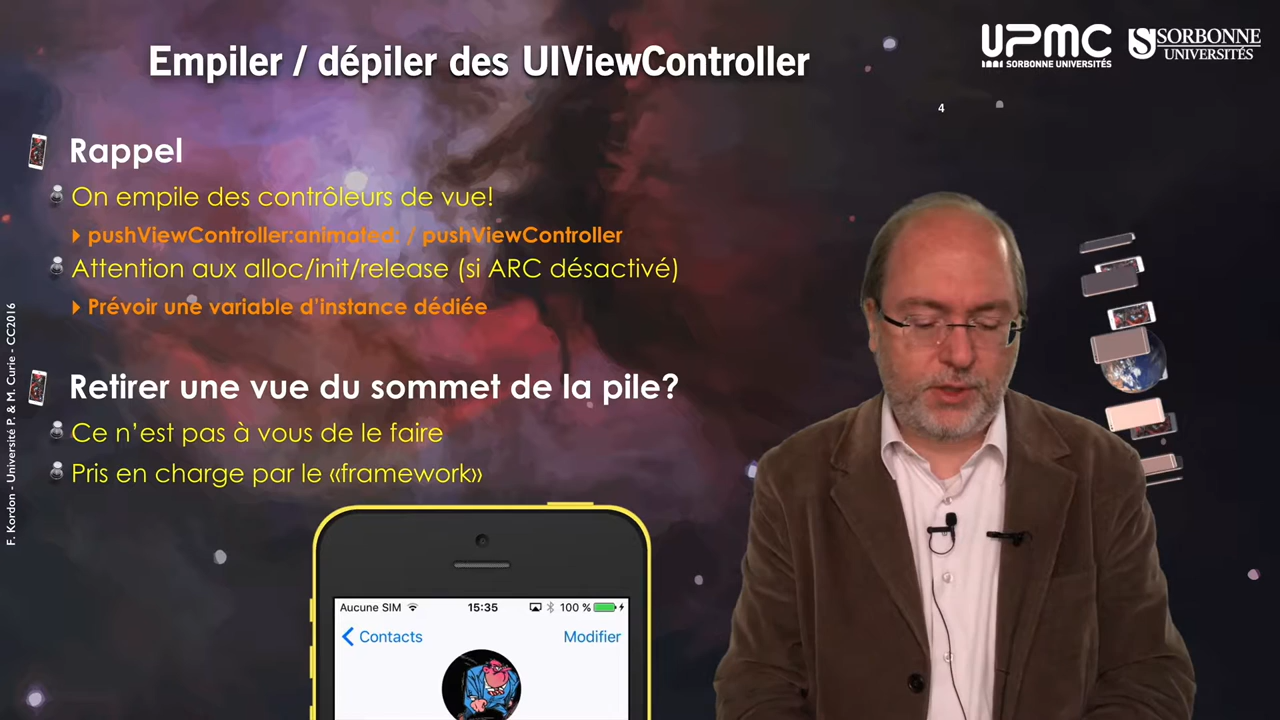 Empiler / dépiler des UIViewController
UPMC
SORBONNE UNIVERSITÉS
SORBONNE
UNIVERSITÉS
4
Rappel
On empile des contrôleurs de vue!
pushViewController:animated: / pushViewController
Attention aux alloc/init/release (si ARC désactivé)
Prévoir une variable d'instance dédiée
Retirer une vue du sommet de la pile?
Ce n'est pas à vous de le faire
Pris en charge par le «framework»
F. Kordon - Université P. & M. Curie - CC2016
Aucune SIM 15:35 100 %
Contacts Modifier